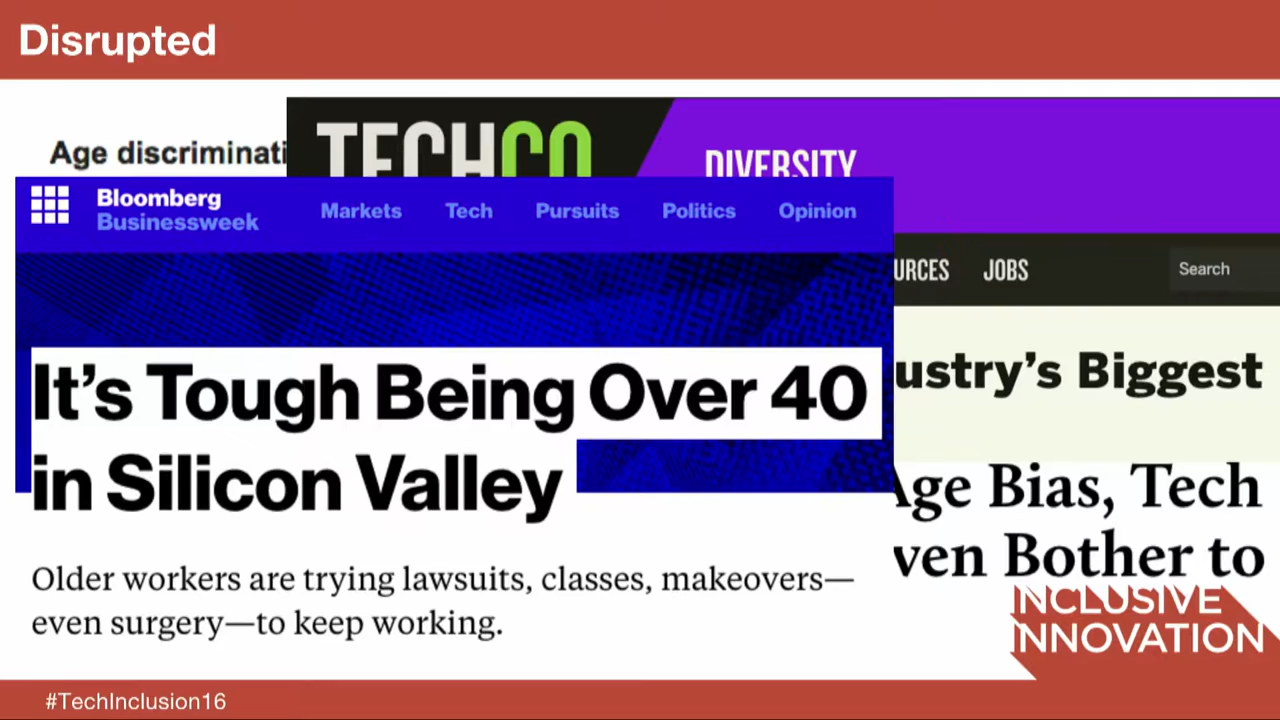 Disrupted
Age discriminati
TECHCO
DIVERSITY
Bloomberg
Businessweek
Markets Tech Pursuits Politics Opinion
URCES JOBS
Search
It's Tough Being Over 40
in Silicon Valley
ustry's Biggest
Age Bias, Tech
ven Bother to
Older workers are trying lawsuits, classes, makeovers—
even surgery—to keep working.
INCLUSIVE
INNOVATION
#TechInclusion16